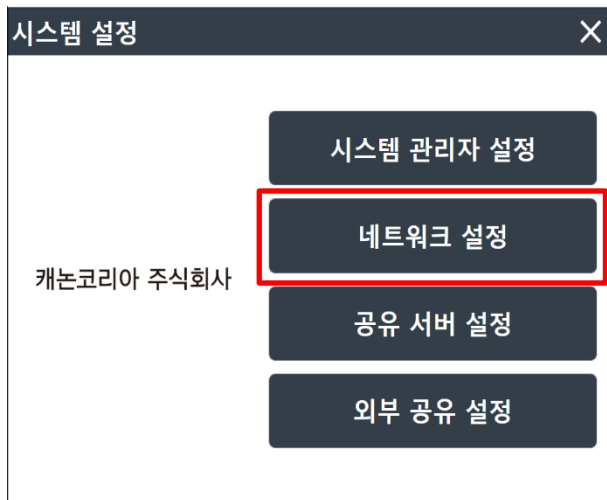 시스템 설정
시스템 관리자 설정
네트워크 설정
캐논코리아 주식회사
공유 서버 설정
외부 공유 설정